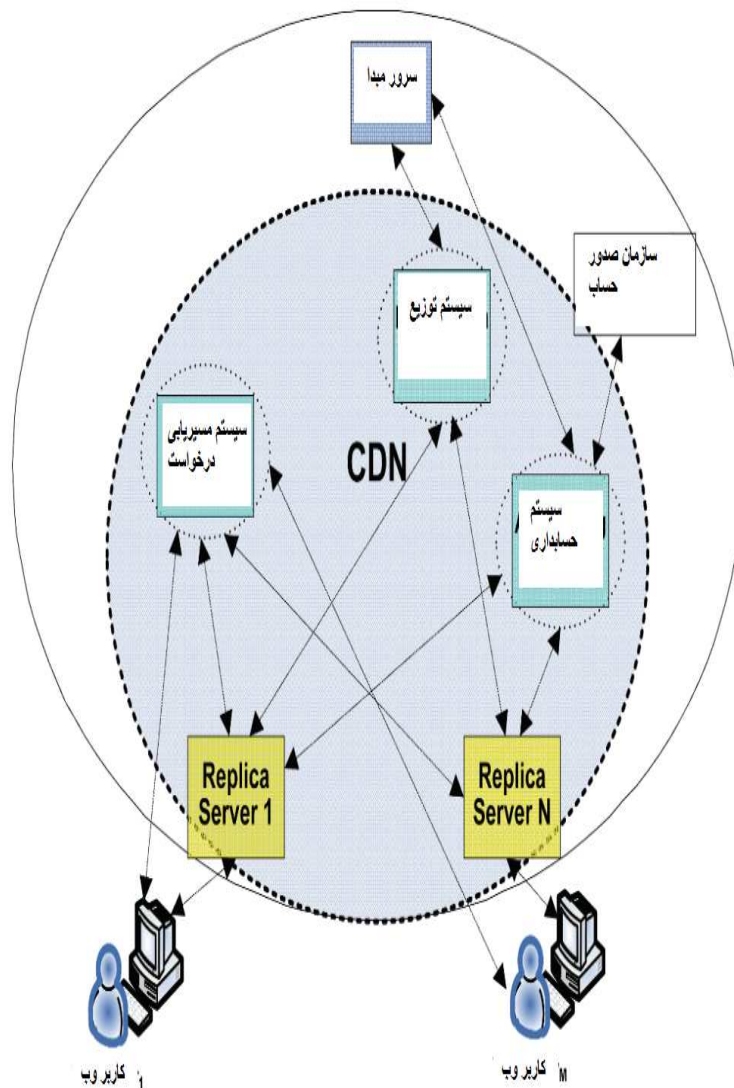 سرور مبدا
سازمان صدور
حساب
سیستم توزیع
سیستم مسیریابی
درخواست
CDN
سیستم
حسابداری
Replica
Server 1
Replica
Server N
کاربر وب 1
کاربر وب M